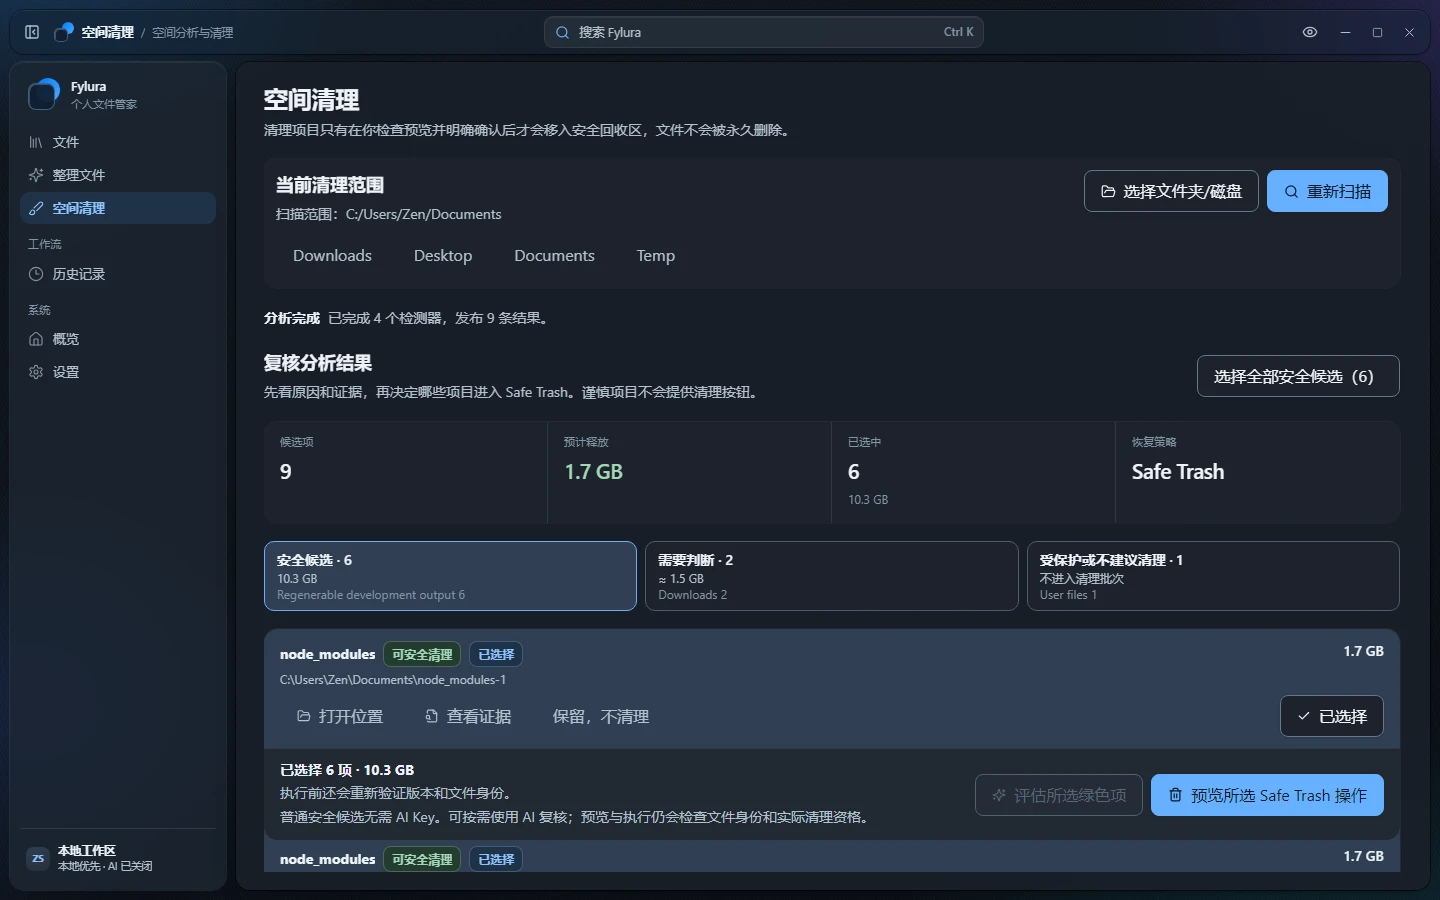 空间清理 / 空间分析与清理
搜索 Fylura
Ctrl K
Fylura
个人文件管家
文件
整理文件
空间清理
工作流
历史记录
系统
概览
设置
ZS
本地工作区
本地优先 · AI 已关闭
空间清理
清理项目只有在你检查预览并明确确认后才会移入安全回收区，文件不会被永久删除。
当前清理范围
扫描范围：C:/Users/Zen/Documents
选择文件夹/磁盘
重新扫描
Downloads
Desktop
Documents
Temp
分析完成 已完成 4 个检测器，发布 9 条结果。
复核分析结果
先看原因和证据，再决定哪些项目进入 Safe Trash。谨慎项目不会提供清理按钮。
选择全部安全候选（6）
候选项
9
预计释放
1.7 GB
已选中
6
10.3 GB
恢复策略
Safe Trash
安全候选 · 6
10.3 GB
Regenerable development output 6
需要判断 · 2
≈ 1.5 GB
Downloads 2
受保护或不建议清理 · 1
不进入清理批次
User files 1
node_modules 可安全清理 已选择
1.7 GB
C:\Users\Zen\Documents\node_modules-1
打开位置
查看证据
保留，不清理
已选择
已选择 6 项 · 10.3 GB
执行前还会重新验证版本和文件身份。
普通安全候选无需 AI Key。可按需使用 AI 复核；预览与执行仍会检查文件身份和实际清理资格。
评估所选绿色项
预览所选 Safe Trash 操作
node_modules 可安全清理 已选择
1.7 GB